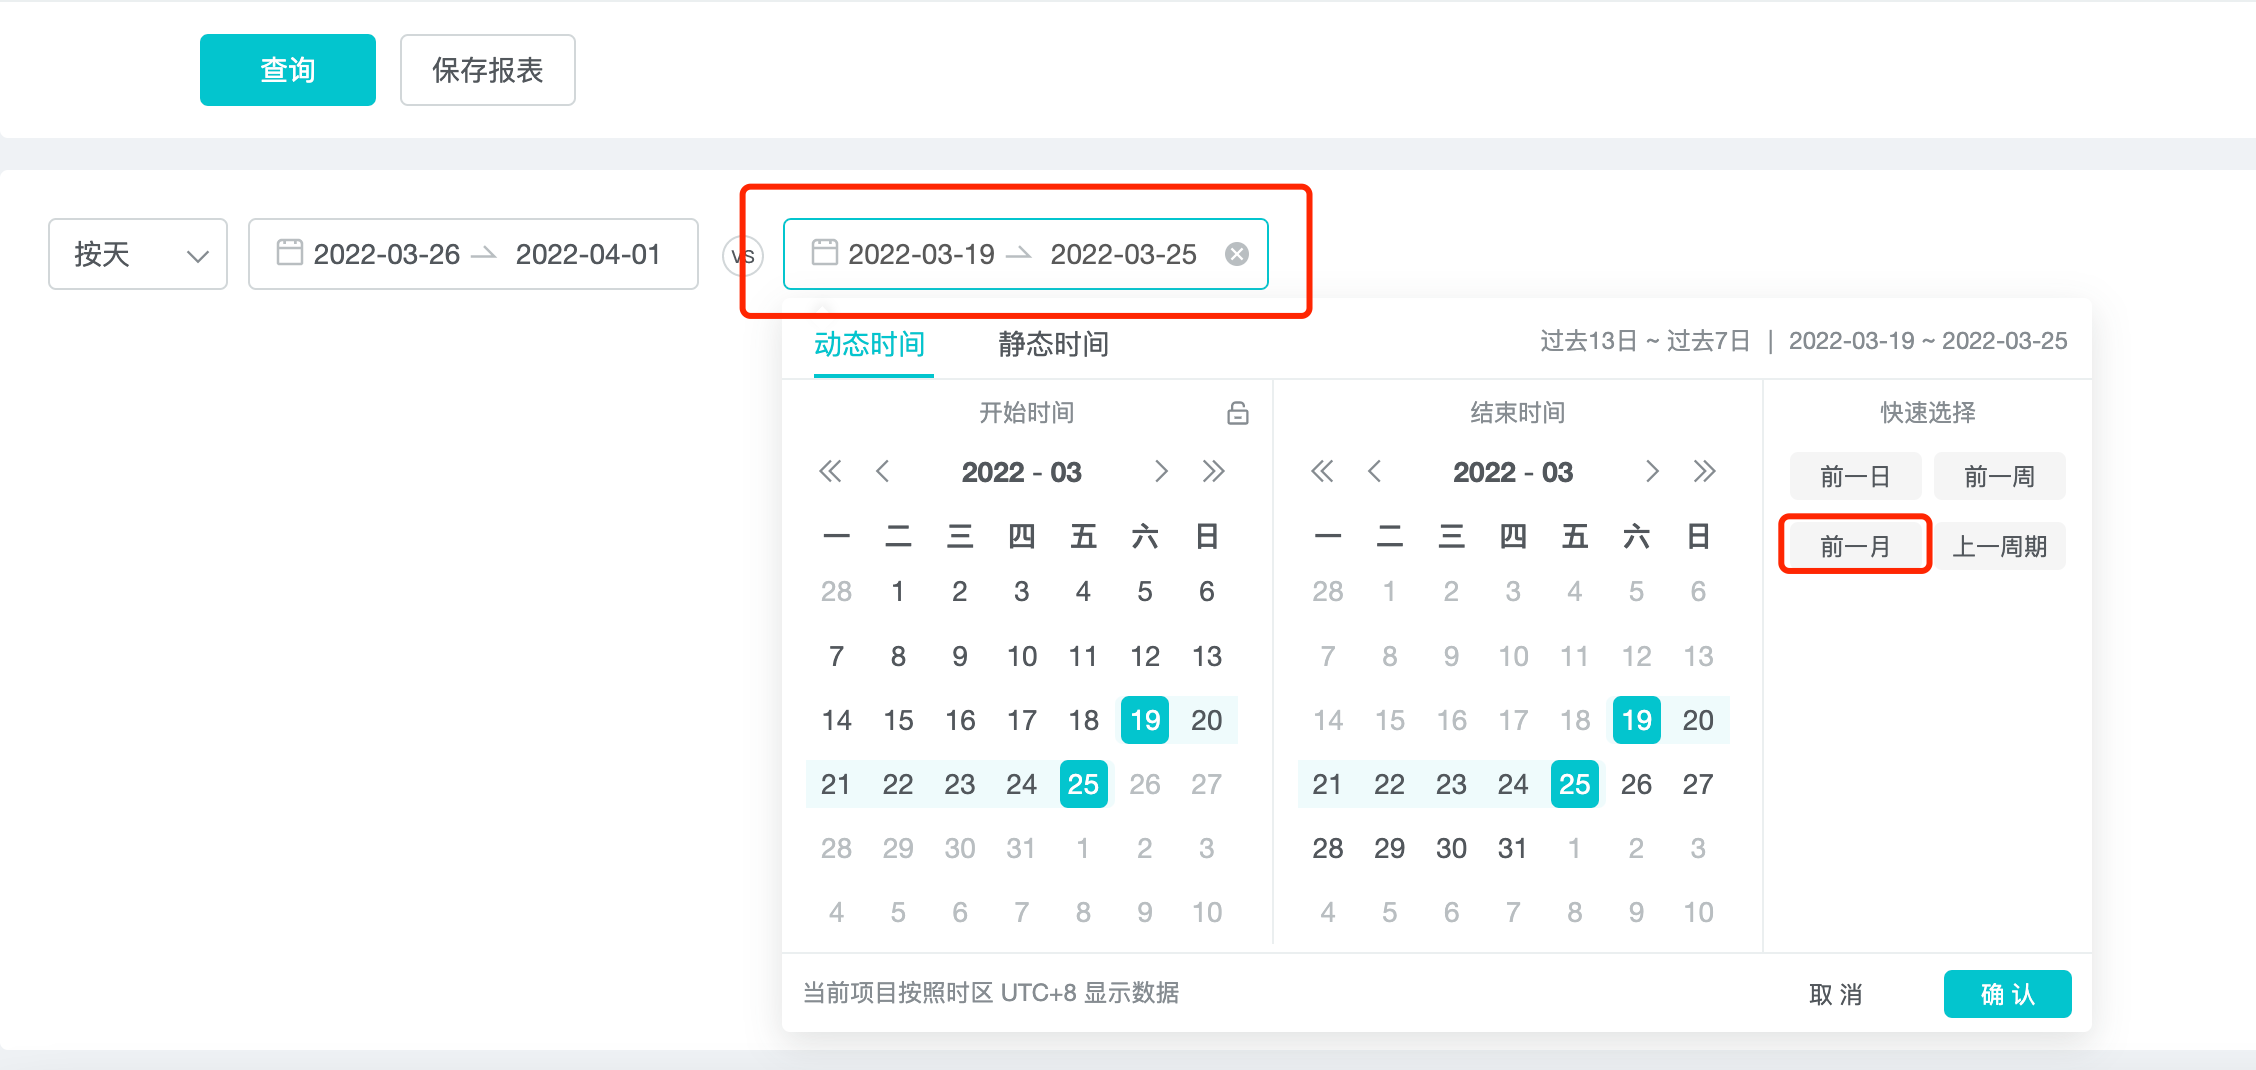 查询 保存报表
按天 2022-03-26 2022-04-01 VS 2022-03-19 2022-03-25
动态时间 静态时间 过去13日 ~ 过去7日 | 2022-03-19 ~ 2022-03-25
开始时间 结束时间 快速选择
2022 - 03 2022 - 03 前一日 前一周
一 二 三 四 五 六 日 一 二 三 四 五 六 日 前一月 上一周期
28 1 2 3 4 5 6 28 1 2 3 4 5 6
7 8 9 10 11 12 13 7 8 9 10 11 12 13
14 15 16 17 18 19 20 14 15 16 17 18 19 20
21 22 23 24 25 26 27 21 22 23 24 25 26 27
28 29 30 31 1 2 3 28 29 30 31 1 2 3
4 5 6 7 8 9 10 4 5 6 7 8 9 10
当前项目按照时区 UTC+8 显示数据 取 消 确 认